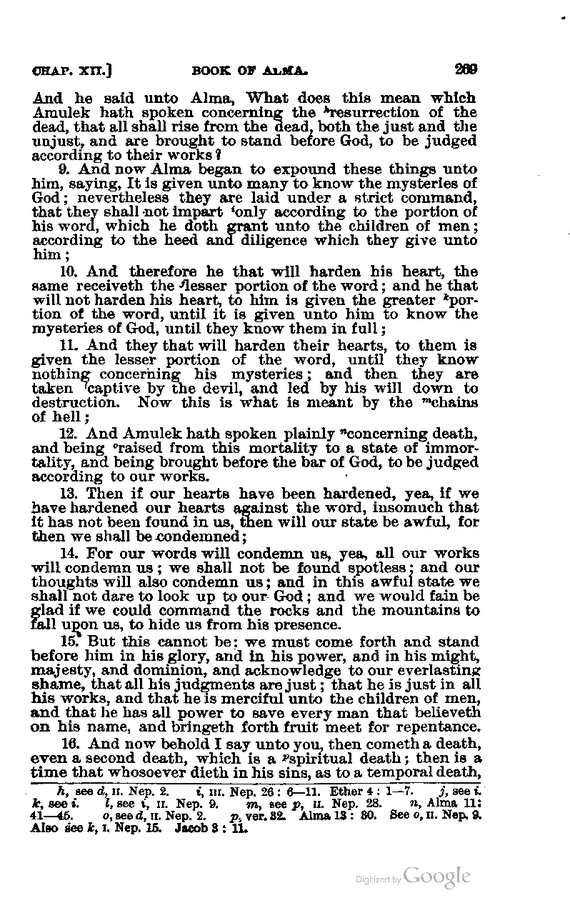 CHAP. XII.] BOOK OF ALMA. 269
And he said unto Alma, What does this mean which
Amulek hath spoken concerning the hresurrection of the
dead, that all shall rise from the dead, both the just and the
unjust, and are brought to stand before God, to be judged
according to their works?
9. And now Alma began to expound these things unto
him, saying, It is given unto many to know the mysteries of
God; nevertheless they are laid under a strict command,
that they shall not impart ionly according to the portion of
his word, which he doth grant unto the children of men;
according to the heed and diligence which they give unto
him;
10. And therefore he that will harden his heart, the
same receiveth the jlesser portion of the word; and he that
will not harden his heart, to him is given the greater kpor-
tion of the word, until it is given unto him to know the
mysteries of God, until they know them in full;
11. And they that will harden their hearts, to them is
given the lesser portion of the word, until they know
nothing concerning his mysteries; and then they are
taken lcaptive by the devil, and led by his will down to
destruction. Now this is what is meant by the mchains
of hell;
12. And Amulek hath spoken plainly nconcerning death,
and being oraised from this mortality to a state of immor-
tality, and being brought before the bar of God, to be judged
according to our works.
13. Then if our hearts have been hardened, yea, if we
have hardened our hearts against the word, insomuch that
it has not been found in us, then will our state be awful, for
then we shall be condemned;
14. For our words will condemn us, yea, all our works
will condemn us; we shall not be found spotless; and our
thoughts will also condemn us; and in this awful state we
shall not dare to look up to our God; and we would fain be
glad if we could command the rocks and the mountains to
fall upon us, to hide us from his presence.
15. But this cannot be; we must come forth and stand
before him in his glory, and in his power, and in his might,
majesty, and dominion, and acknowledge to our everlasting
shame, that all his judgments are just; that he is just in all
his works, and that he is merciful unto the children of men,
and that he has all power to save every man that believeth
on his name, and bringeth forth fruit meet for repentance.
16. And now behold I say unto you, then cometh a death,
even a second death, which is a pspiritual death; then is a
time that whosoever dieth in his sins, as to a temporal death,
h, see d, II. Nep. 2. i, III. Nep. 26: 6—11. Ether 4: 1—7. j, see i.
k, see i. l, see i, II. Nep. 9. m, see p, II. Nep. 28. n, Alma 11:
41—45. o, see d, II. Nep. 2. p, ver. 32. Alma 13: 30. See o, II. Nep. 9.
Also see k, I. Nep. 15. Jacob 3: 11.
Digitized by Google